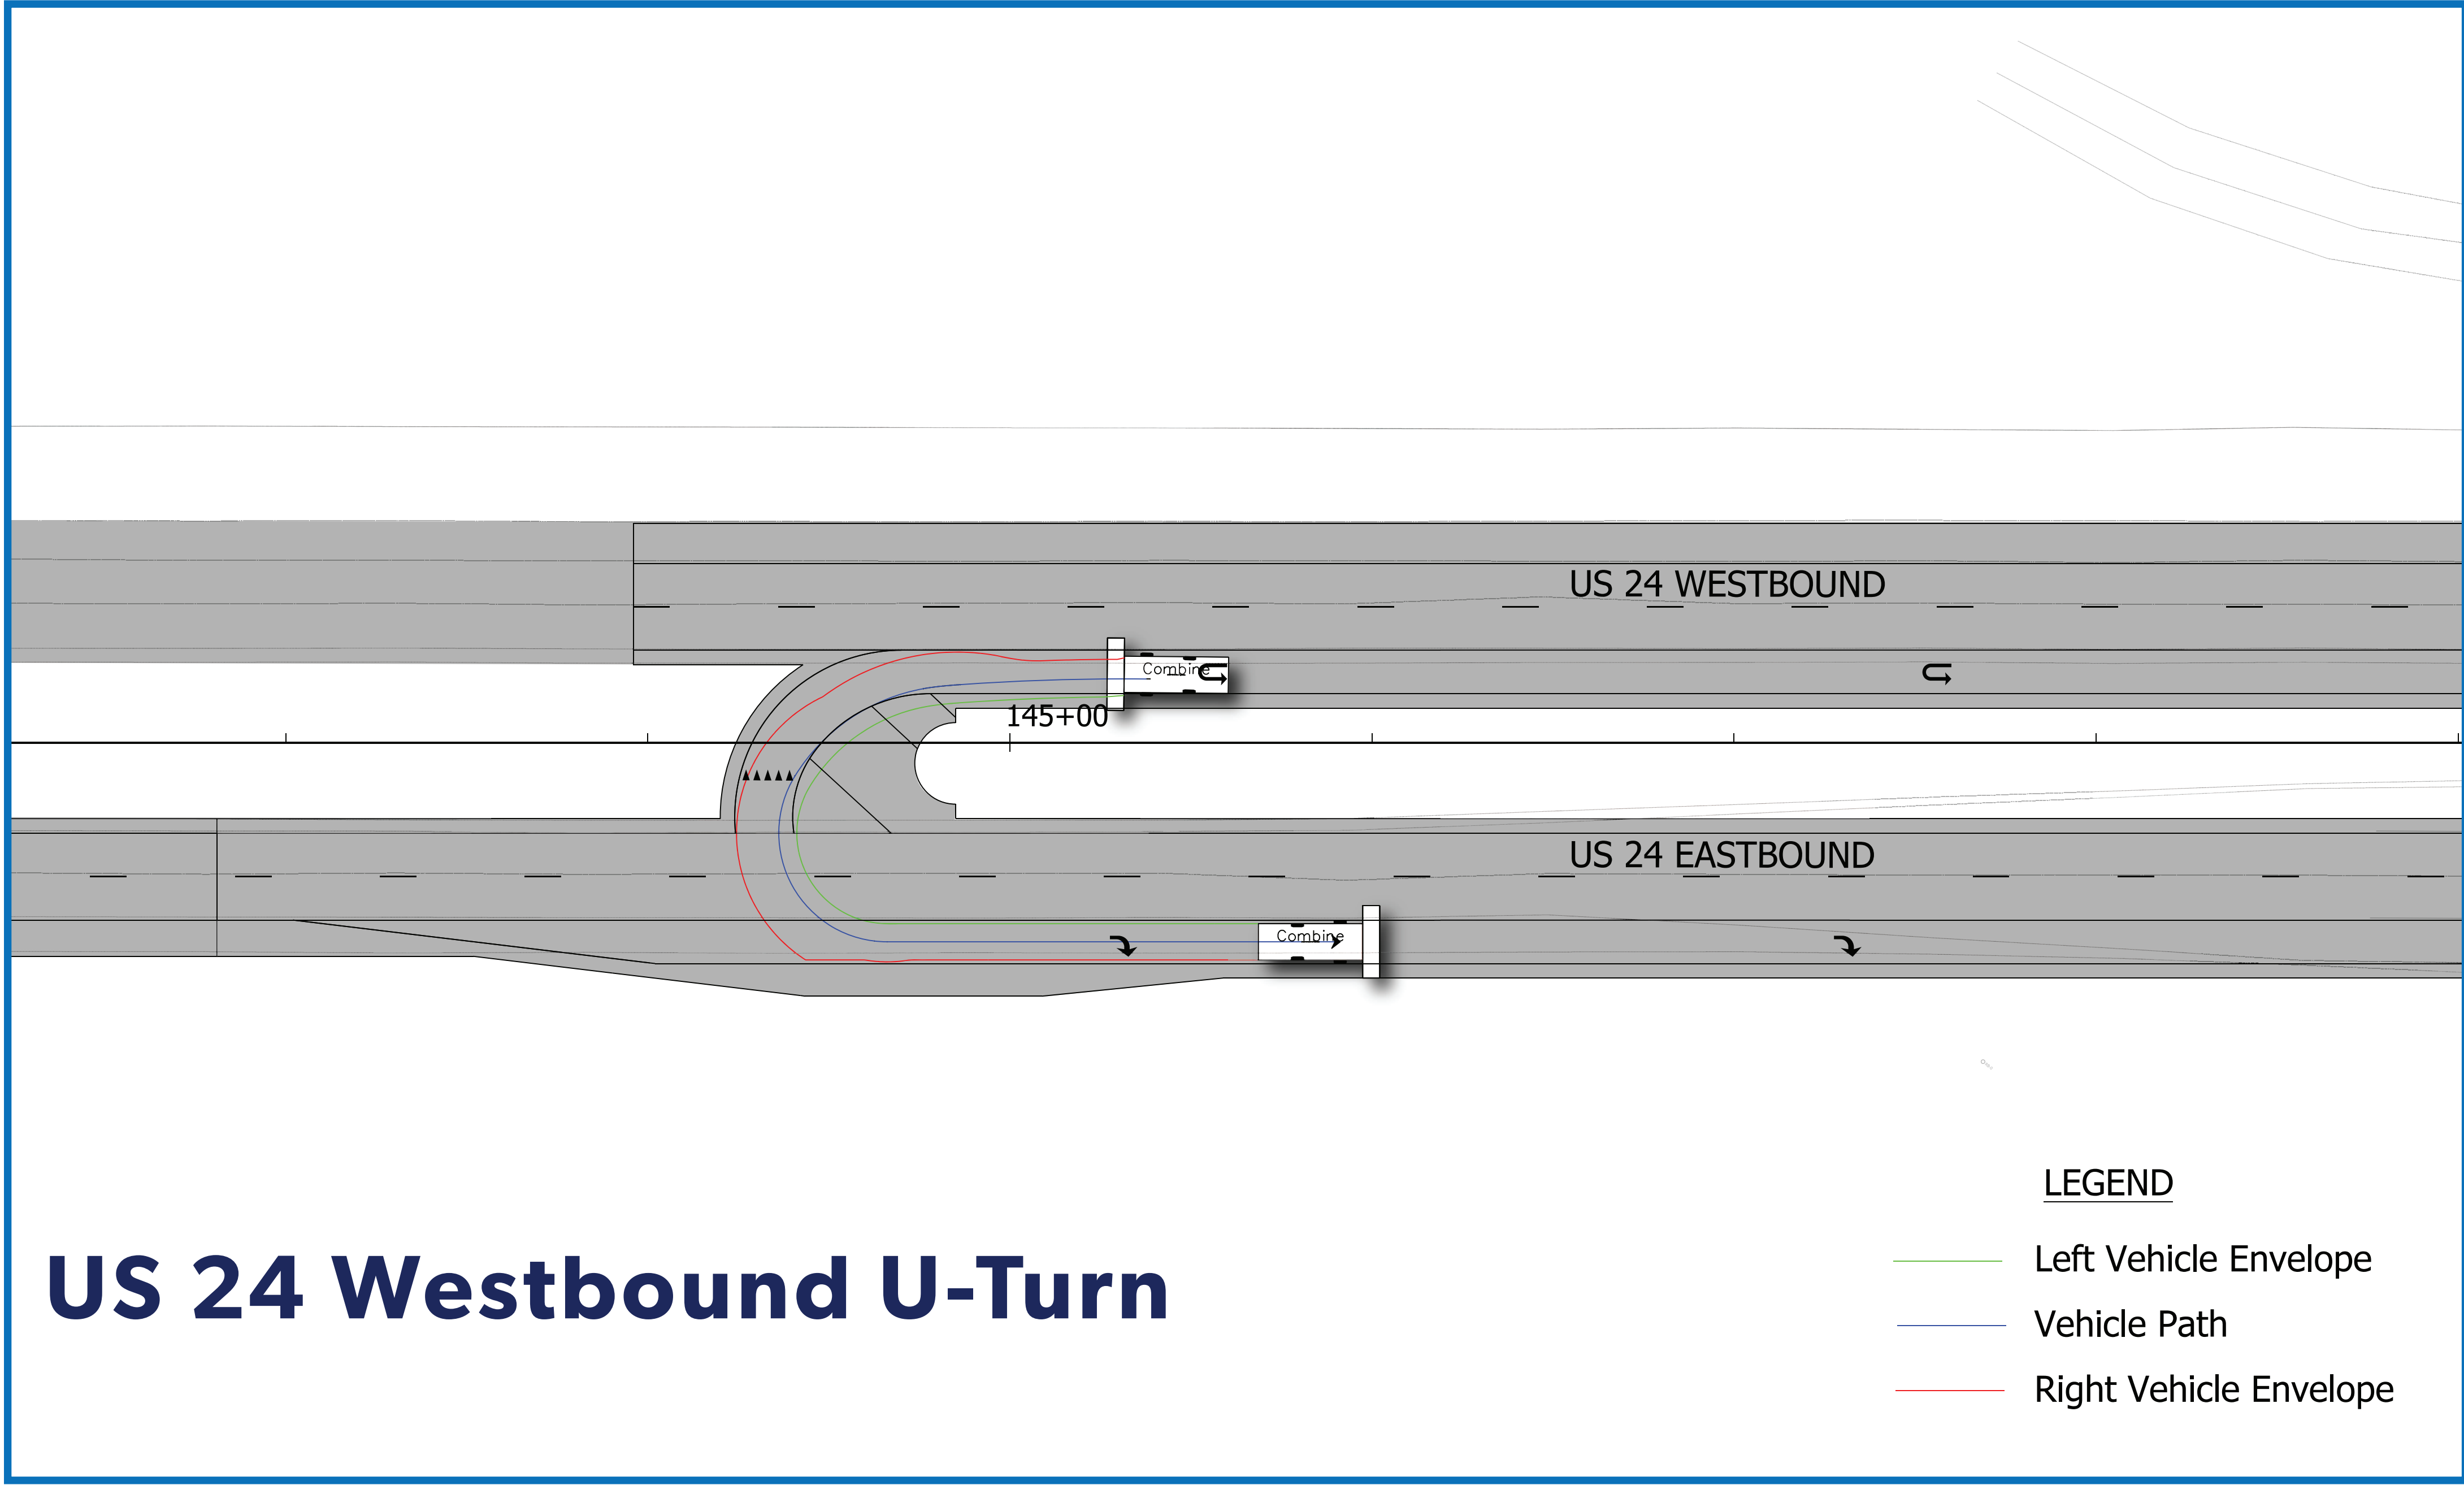 US 24 WESTBOUND
Combine
145+00
US 24 EASTBOUND
Combine
LEGEND
Left Vehicle Envelope
US 24 Westbound U-Turn
Vehicle Path
Right Vehicle Envelope